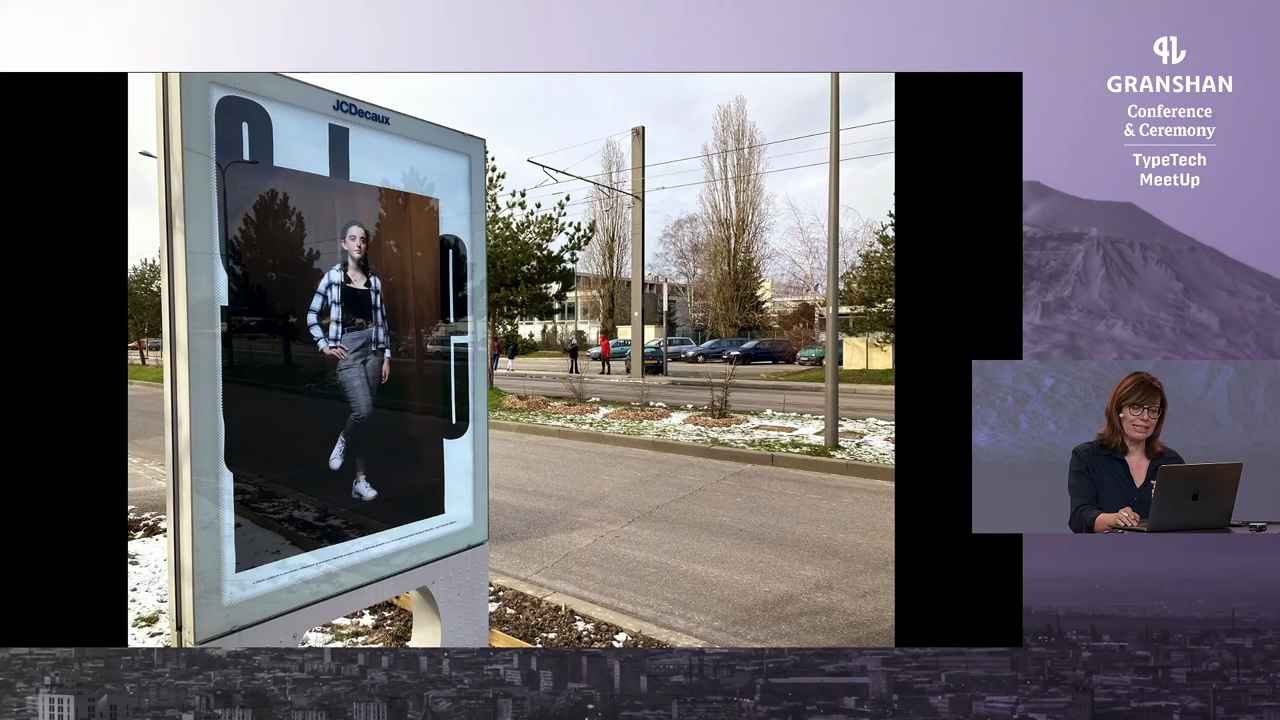 GRANSHAN
Conference
& Ceremony
TypeTech
MeetUp
JCDecaux